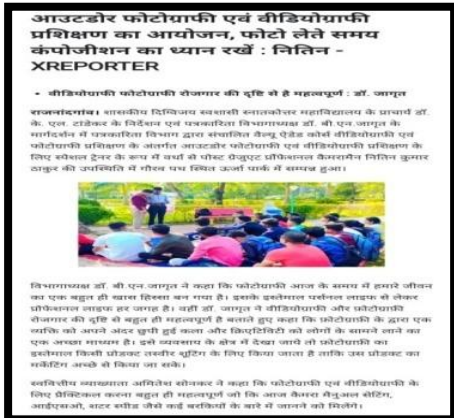 आउटडोर फोटोग्राफी एवं वीडियोग्राफी
प्रशिक्षण का आयोजन, फोटो लेते समय
कंपोजीशन का ध्यान रखें : नितिन -
XREPORTER
• वीडियोग्राफी फोटोग्राफी रोजगार की दृष्टि से है महत्वपूर्ण : डॉ. जागृत
राजनांदगांव। शासकीय दिग्विजय स्वशासी स्नातकोत्तर महाविद्यालय के प्राचार्य डॉ.
के. एल. टांडेकर के निर्देशन एवं पत्रकारिता विभागाध्यक्ष डॉ. बी.एन.जागृत के
मार्गदर्शन में पत्रकारिता विभाग द्वारा संचालित वैल्यू ऐडेड कोर्स वीडियोग्राफी एवं
फोटोग्राफी प्रशिक्षण के अंतर्गत आउटडोर फोटोग्राफी एवं वीडियोग्राफी प्रशिक्षण के
लिए स्पेशल ट्रेनर के रूप में वर्धा से पोस्ट ग्रेजुएट प्रोफेशनल कैमरामैन नितिन कुमार
ठाकुर की उपस्थिति में गौरव पथ स्थित ऊर्जा पार्क में सम्पन्न हुआ।
विभागाध्यक्ष डॉ. बी.एन.जागृत ने कहा कि फोटोग्राफी आज के समय में हमारे जीवन
का एक बहुत ही खास हिस्सा बन गया है। इसके इस्तेमाल पर्सनल लाइफ से लेकर
प्रोफेशनल लाइफ हर जगह है। वहीं डॉ. जागृत ने वीडियोग्राफी और फ़ोटोग्राफी
रोजगार की दृष्टि से बहुत ही महत्वपूर्ण है बताते हुए कहा कि फ़ोटोग्राफी के द्वारा एक
व्यक्ति को अपने अंदर छुपी हुई कला और क्रिएटिविटी को लोगों के सामने लाने का
एक अच्छा माध्यम है। इसे व्यवसाय के क्षेत्र में देखा जाये तो फ़ोटोग्राफी का
इस्तेमाल किसी प्रोडक्ट तस्वीर शूटिंग के लिए किया जाता है ताकि उस प्रोडक्ट का
मार्केटिंग अच्छे से किया जा सके।
स्ववित्तीय व्याख्याता अमितेश सोनकर ने कहा कि फोटोग्राफी एवं वीडियोग्राफी के
लिए प्रैक्टिकल करना बहुत ही महत्वपूर्ण जो कि आज कैमरा मैनुअल सेटिंग,
आईएसओ, शटर स्पीड जैसे कई बारकियों के बारे में जानने को मिलेंगे।